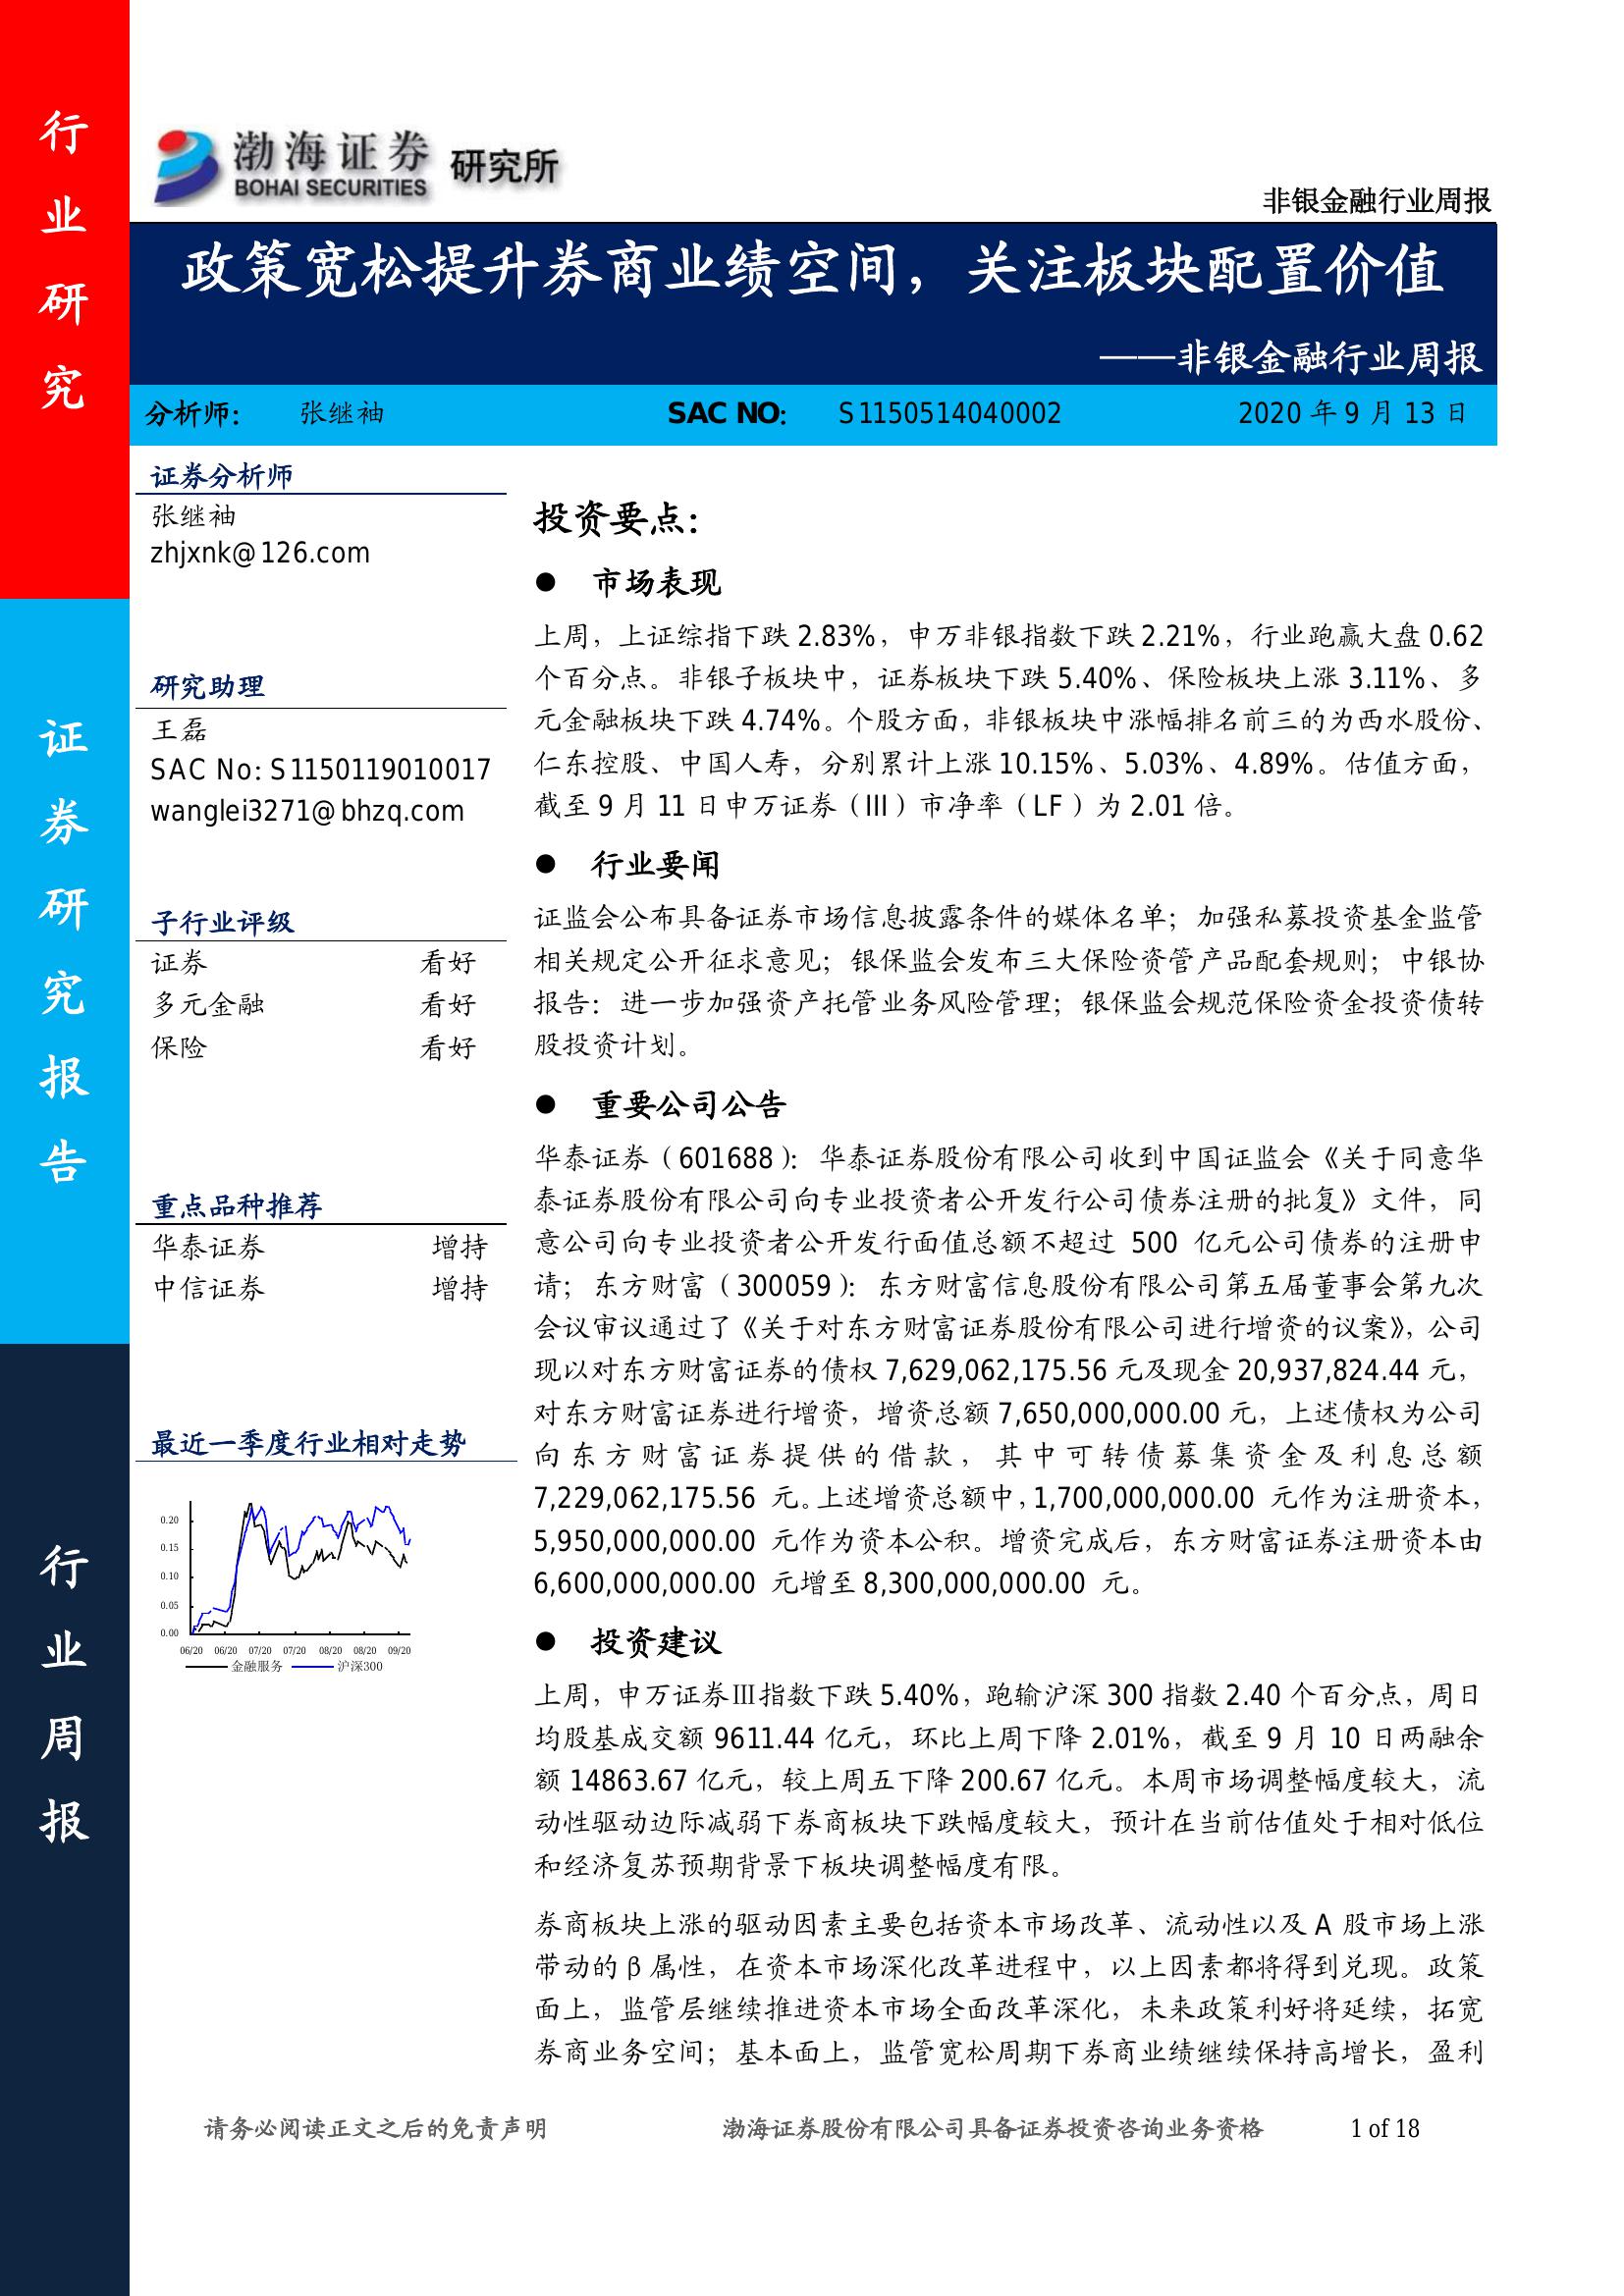 行
业
研
究
证
券
研
究
报
告
行
业
周
报
渤海证券 研究所
BOHAI SECURITIES
非银金融行业周报
政策宽松提升券商业绩空间，关注板块配置价值
——非银金融行业周报
分析师： 张继袖 SAC NO： S1150514040002 2020 年 9 月 13 日
证券分析师
张继袖
zhjxnk@126.com
研究助理
王磊
SAC No: S1150119010017
wanglei3271@bhzq.com
子行业评级
证券 看好
多元金融 看好
保险 看好
重点品种推荐
华泰证券 增持
中信证券 增持
最近一季度行业相对走势
0.20
0.15
0.10
0.05
0.00
06/20 06/20 07/20 07/20 08/20 08/20 09/20
金融服务 沪深300
投资要点：
● 市场表现
上周，上证综指下跌 2.83%，申万非银指数下跌 2.21%，行业跑赢大盘 0.62
个百分点。非银子板块中，证券板块下跌 5.40%、保险板块上涨 3.11%、多
元金融板块下跌 4.74%。个股方面，非银板块中涨幅排名前三的为西水股份、
仁东控股、中国人寿，分别累计上涨 10.15%、5.03%、4.89%。估值方面，
截至 9 月 11 日申万证券（III）市净率（LF）为 2.01 倍。
● 行业要闻
证监会公布具备证券市场信息披露条件的媒体名单；加强私募投资基金监管
相关规定公开征求意见；银保监会发布三大保险资管产品配套规则；中银协
报告：进一步加强资产托管业务风险管理；银保监会规范保险资金投资债转
股投资计划。
● 重要公司公告
华泰证券（601688）：华泰证券股份有限公司收到中国证监会《关于同意华
泰证券股份有限公司向专业投资者公开发行公司债券注册的批复》文件，同
意公司向专业投资者公开发行面值总额不超过 500 亿元公司债券的注册申
请；东方财富（300059）：东方财富信息股份有限公司第五届董事会第九次
会议审议通过了《关于对东方财富证券股份有限公司进行增资的议案》，公司
现以对东方财富证券的债权 7,629,062,175.56 元及现金 20,937,824.44 元，
对东方财富证券进行增资，增资总额 7,650,000,000.00 元，上述债权为公司
向东方财富证券提供的借款，其中可转债募集资金及利息总额
7,229,062,175.56 元。上述增资总额中，1,700,000,000.00 元作为注册资本，
5,950,000,000.00 元作为资本公积。增资完成后，东方财富证券注册资本由
6,600,000,000.00 元增至 8,300,000,000.00 元。
● 投资建议
上周，申万证券Ⅲ指数下跌 5.40%，跑输沪深 300 指数 2.40 个百分点，周日
均股基成交额 9611.44 亿元，环比上周下降 2.01%，截至 9 月 10 日两融余
额 14863.67 亿元，较上周五下降 200.67 亿元。本周市场调整幅度较大，流
动性驱动边际减弱下券商板块下跌幅度较大，预计在当前估值处于相对低位
和经济复苏预期背景下板块调整幅度有限。
券商板块上涨的驱动因素主要包括资本市场改革、流动性以及 A 股市场上涨
带动的 β 属性，在资本市场深化改革进程中，以上因素都将得到兑现。政策
面上，监管层继续推进资本市场全面改革深化，未来政策利好将延续，拓宽
券商业务空间；基本面上，监管宽松周期下券商业绩继续保持高增长，盈利
请务必阅读正文之后的免责声明 渤海证券股份有限公司具备证券投资咨询业务资格 1 of 18